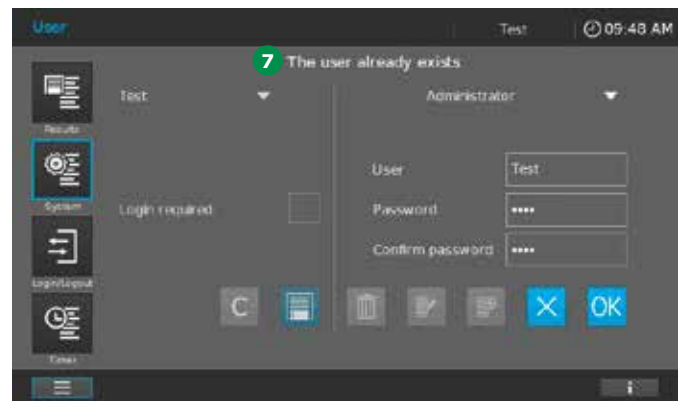 User
Test
09:48 AM
7 The user already exists
Test
Administrator
Results
User
Test
System
Login required
Password
••••
Confirm password
••••
Login/Logout
C
OK
Timer
i